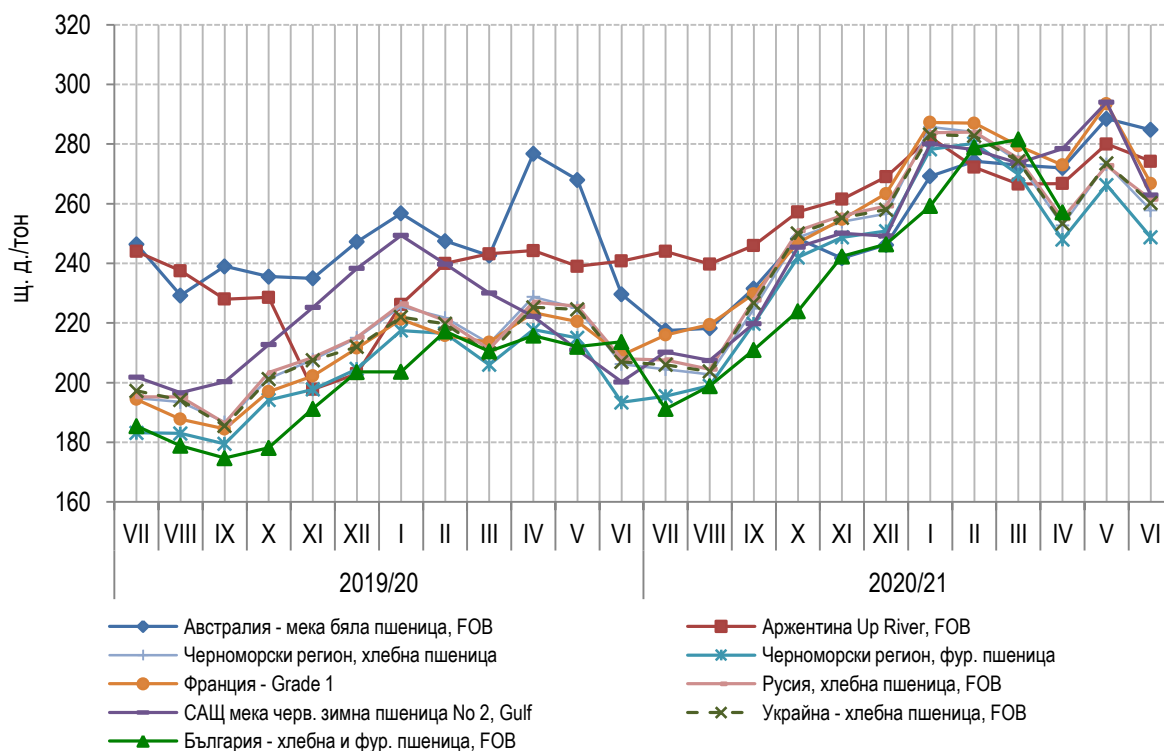 320
300
280
260
240
220
200
180
160
Щ. д./тон
VII VIII IX X XI XII I II III IV V VI VII VIII IX X XI XII I II III IV V VI
2019/20 2020/21
Австралия - мека бяла пшеница, FOB Аржентина Up River, FOB
Черноморски регион, хлебна пшеница Черноморски регион, фур. пшеница
Франция - Grade 1 Русия, хлебна пшеница, FOB
САЩ мека черв. зимна пшеница No 2, Gulf Украйна - хлебна пшеница, FOB
България - хлебна и фур. пшеница, FOB